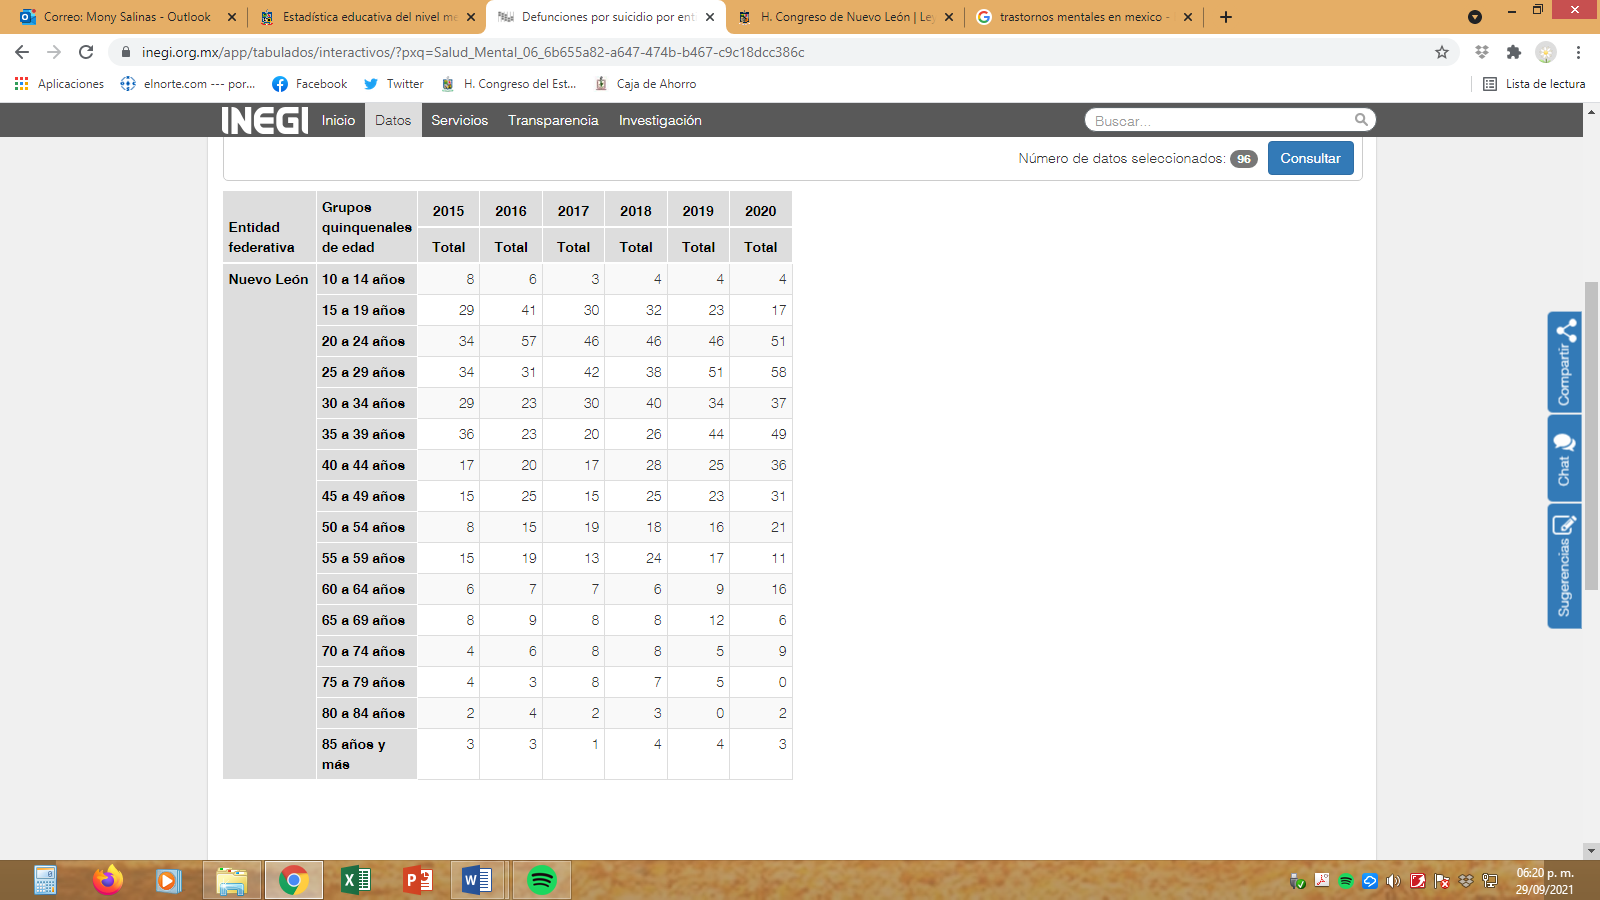 Correo: Mony Salinas - Outlook
Estadística educativa del nivel me
Defunciones por suicidio por ent
H. Congreso de Nuevo León | Ley
trastornos mentales en mexico -
inegi.org.mx/app/tabulados/interactivos/?pxq=Salud_Mental_06_6b655a82-a647-474b-b467-c9c18dcc386c
Aplicaciones
elnorte.com --- por...
Facebook
Twitter
H. Congreso del Est...
Caja de Ahorro
Lista de lectura
INEGI Inicio Datos Servicios Transparencia Investigación
Buscar...
Número de datos seleccionados: 96 Consultar
Entidad federativa
Grupos quinquenales de edad
2015 2016 2017 2018 2019 2020
Total Total Total Total Total Total
Nuevo León 10 a 14 años 8 6 3 4 4 4
15 a 19 años 29 41 30 32 23 17
20 a 24 años 34 57 46 46 46 51
25 a 29 años 34 31 42 38 51 58
30 a 34 años 29 23 30 40 34 37
35 a 39 años 36 23 20 26 44 49
40 a 44 años 17 20 17 28 25 36
45 a 49 años 15 25 15 25 23 31
50 a 54 años 8 15 19 18 16 21
55 a 59 años 15 19 13 24 17 11
60 a 64 años 6 7 7 6 9 16
65 a 69 años 8 9 8 8 12 6
70 a 74 años 4 6 8 8 5 9
75 a 79 años 4 3 8 7 5 0
80 a 84 años 2 4 2 3 0 2
85 años y más 3 3 1 4 4 3
Compartir
Chat
Sugerencias
06:20 p. m.
29/09/2021